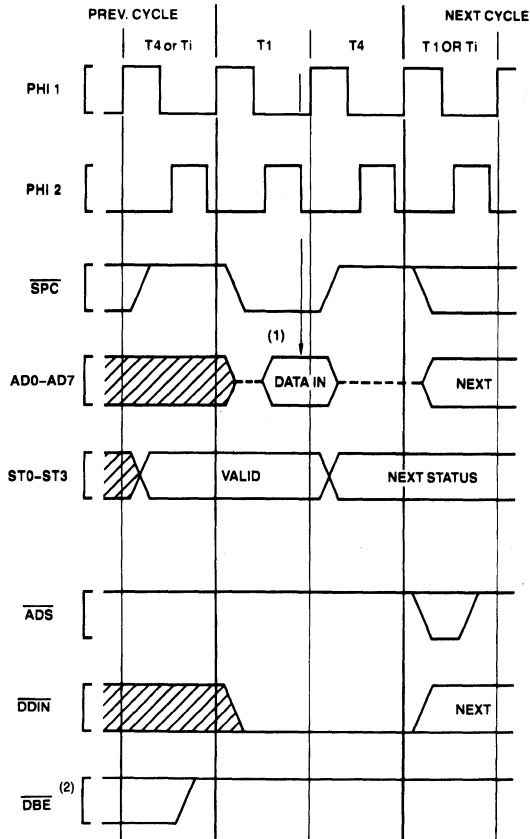 PREV. CYCLE NEXT CYCLE
T4 or Ti T1 T4 T1 OR Ti
PHI 1
PHI 2
SPC
(1)
AD0–AD7 DATA IN NEXT
ST0–ST3 VALID NEXT STATUS
ADS
DDIN NEXT
DBE (2)